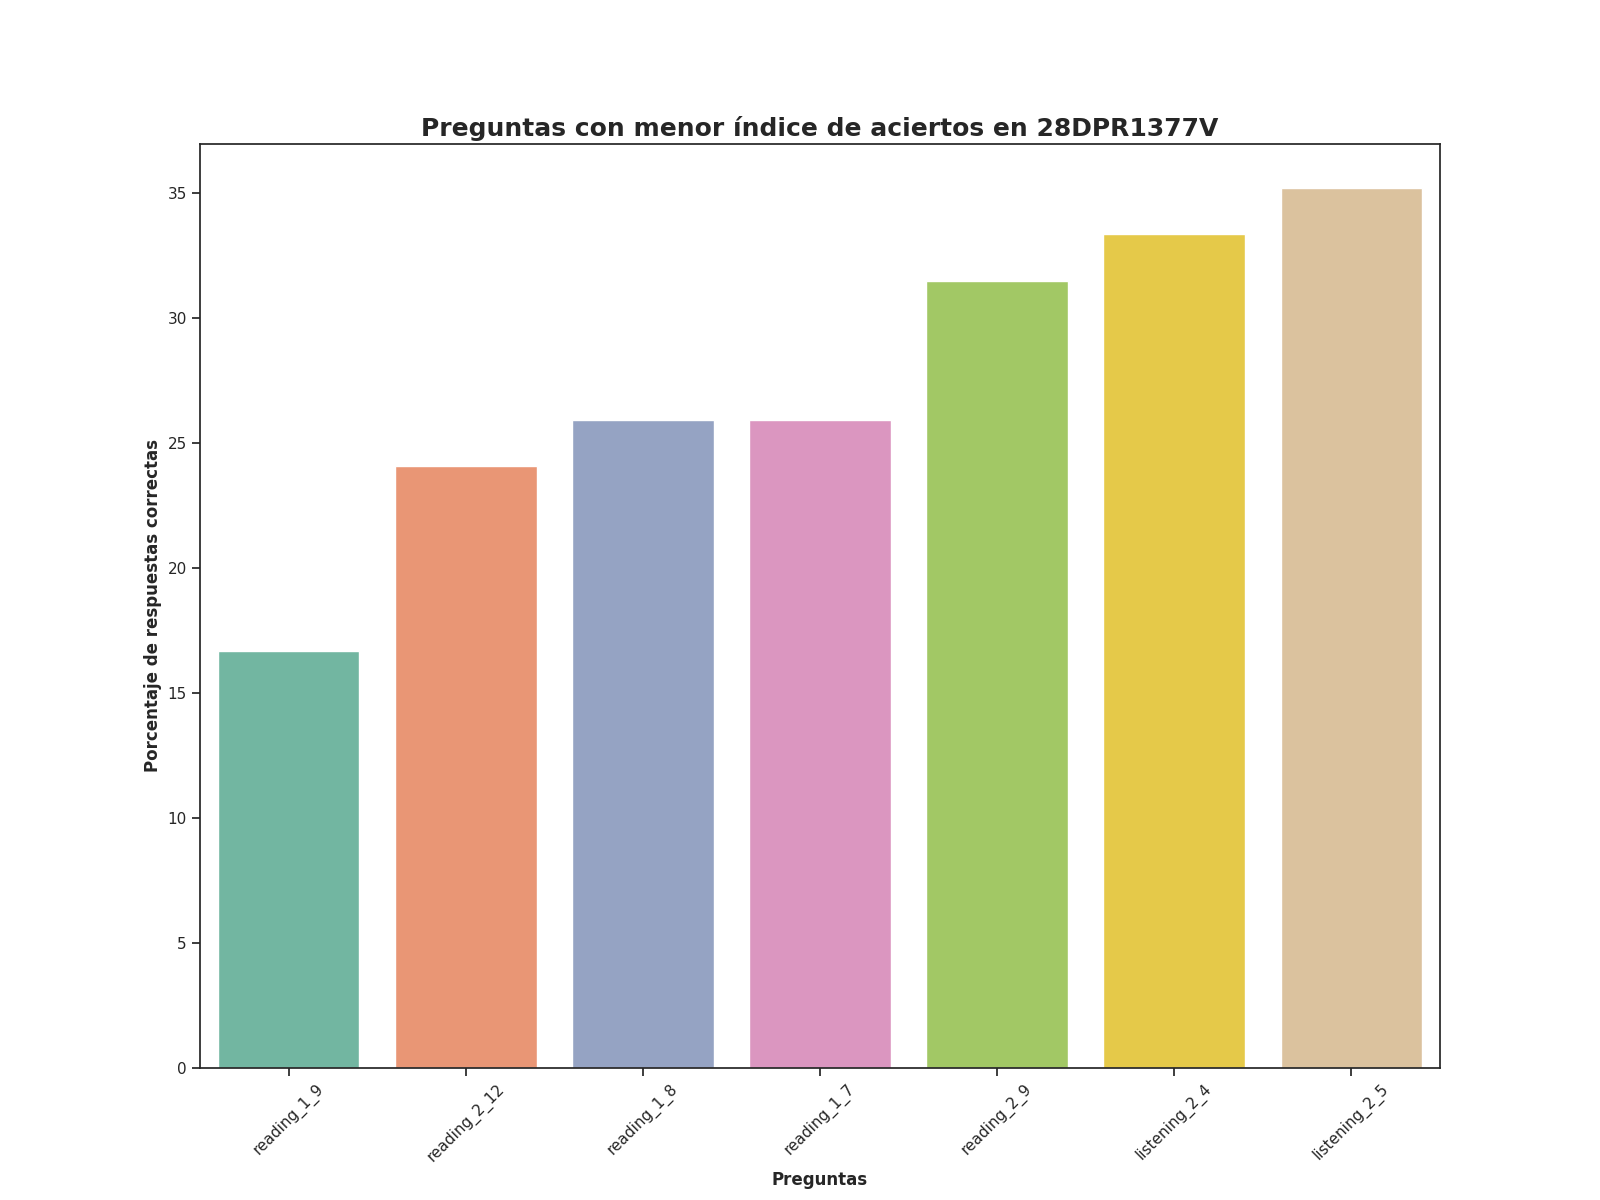 Preguntas con menor índice de aciertos en 28DPR1377V
Porcentaje de respuestas correctas
35
30
25
20
15
10
5
0
reading_1_9
reading_2_12
reading_1_8
reading_1_7
reading_2_9
listening_2_4
listening_2_5
Preguntas